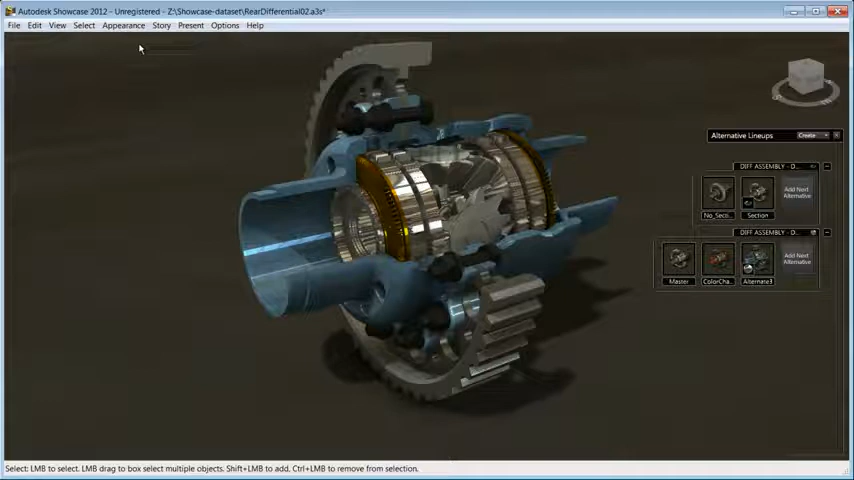 Autodesk Showcase 2012 - Unregistered - Z:\Showcase-dataset\RearDifferential02.a3s*
File Edit View Select Appearance Story Present Options Help
Alternative Lineups Create
DIFF ASSEMBLY - D...
No_Secti... Section Add Next Alternative
DIFF ASSEMBLY - D...
Master ColorCha... Alternate3 Add Next Alternative
Select: LMB to select. LMB drag to box select multiple objects. Shift+LMB to add. Ctrl+LMB to remove from selection.